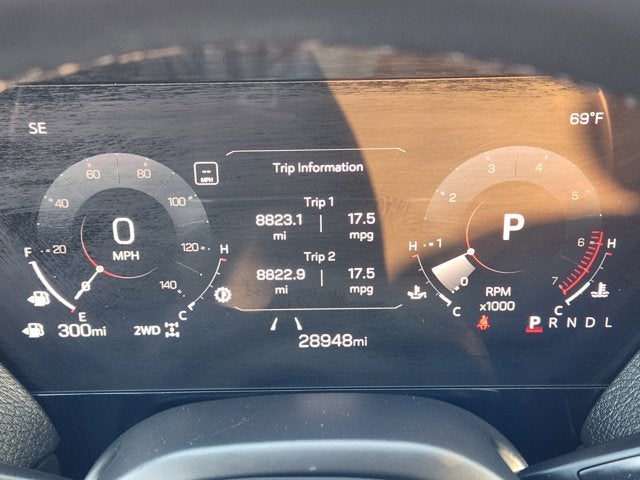 SE
69°F
60 80
40 100
20 120
0 140
0
MPH
--
MPH
F
E
H
C
300mi
2WD
Trip Information
Trip 1
8823.1 17.5
mi mpg
Trip 2
8822.9 17.5
mi mpg
28948mi
3 4
2 5
1 6
0 7
P
RPM
x1000
H
C
H
C
P R N D L